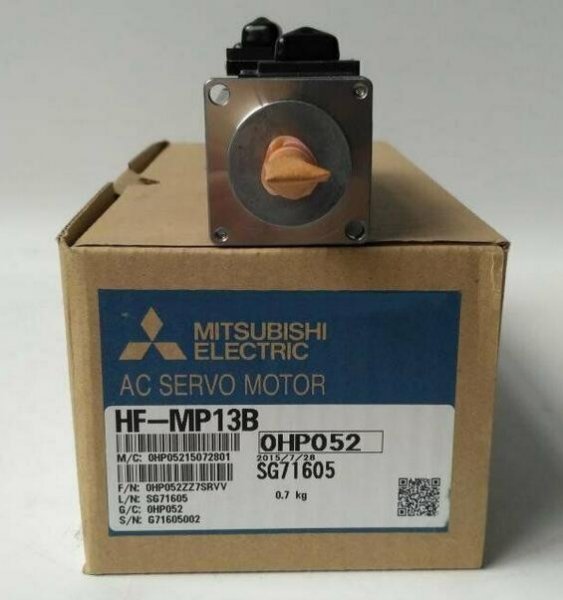 MITSUBISHI
ELECTRIC
AC SERVO MOTOR
HF-MP13B
0HP052
M/C: 0HP05215072801
2015/7/28
SG71605
F/N: 0HP052ZZ7SRVV
0.7 kg
L/N: SG71605
G/C: 0HP052
S/N: G71605002